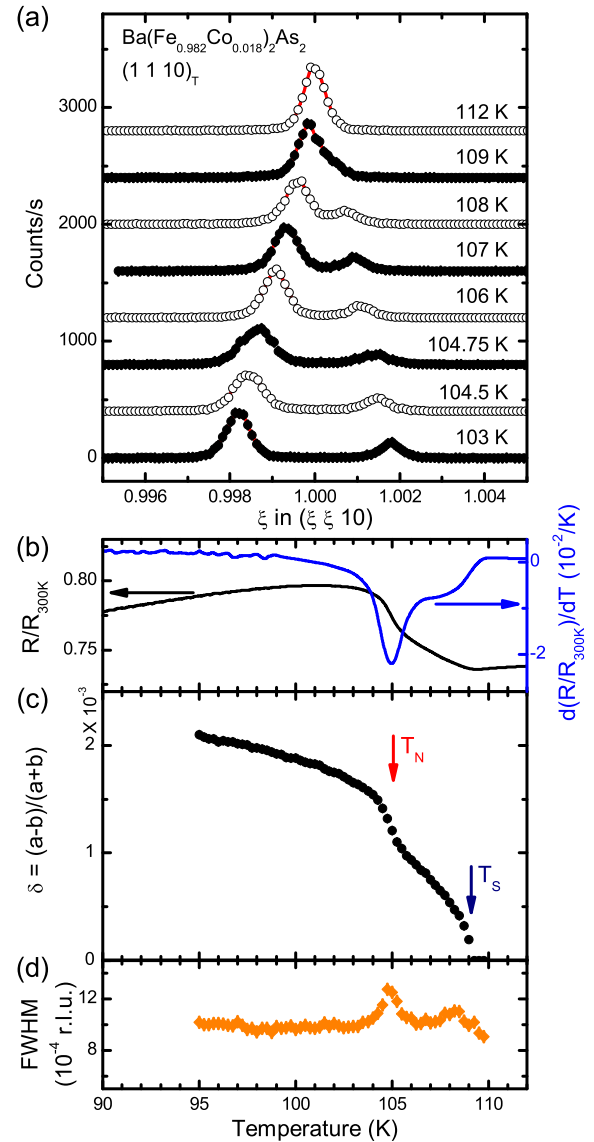 (a)
Ba(Fe0.982Co0.018)2As2
(1 1 10)T
3000
2000
1000
0
Counts/s
112 K
109 K
108 K
107 K
106 K
104.75 K
104.5 K
103 K
0.996 0.998 1.000 1.002 1.004
ξ in (ξ ξ 10)
(b)
0.80
0.75
R/R300K
0
-2
d(R/R300K)/dT (10-2/K)
(c)
2 X 10-3
1
0
δ = (a-b)/(a+b)
TN
TS
(d)
12
8
FWHM
(10-4 r.l.u.)
90 95 100 105 110
Temperature (K)